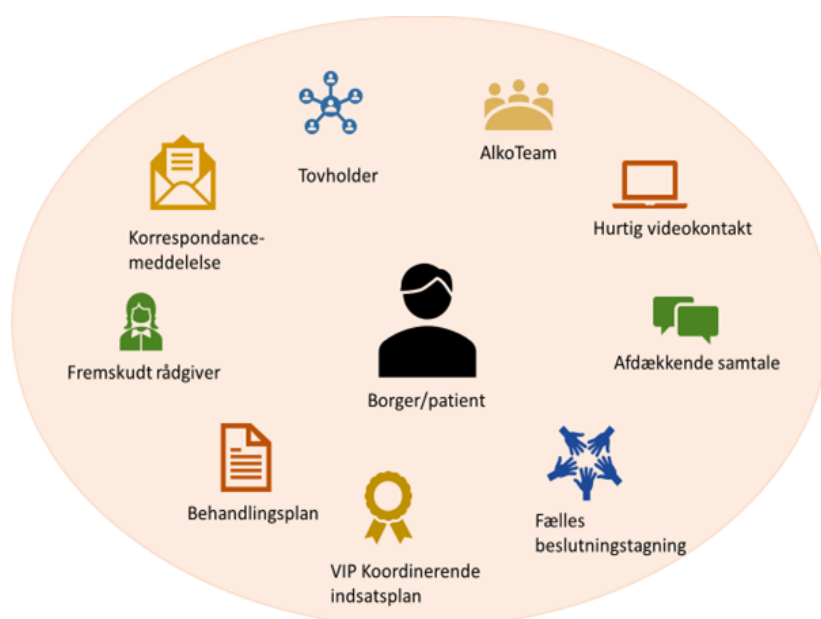 AlkoTeam
Tovholder
Hurtig videokontakt
Korrespondance-
meddelelse
Afdækkende samtale
Fremskudt rådgiver
Borger/patient
Behandlingsplan
Fælles
beslutningstagning
VIP Koordinerende
indsatsplan